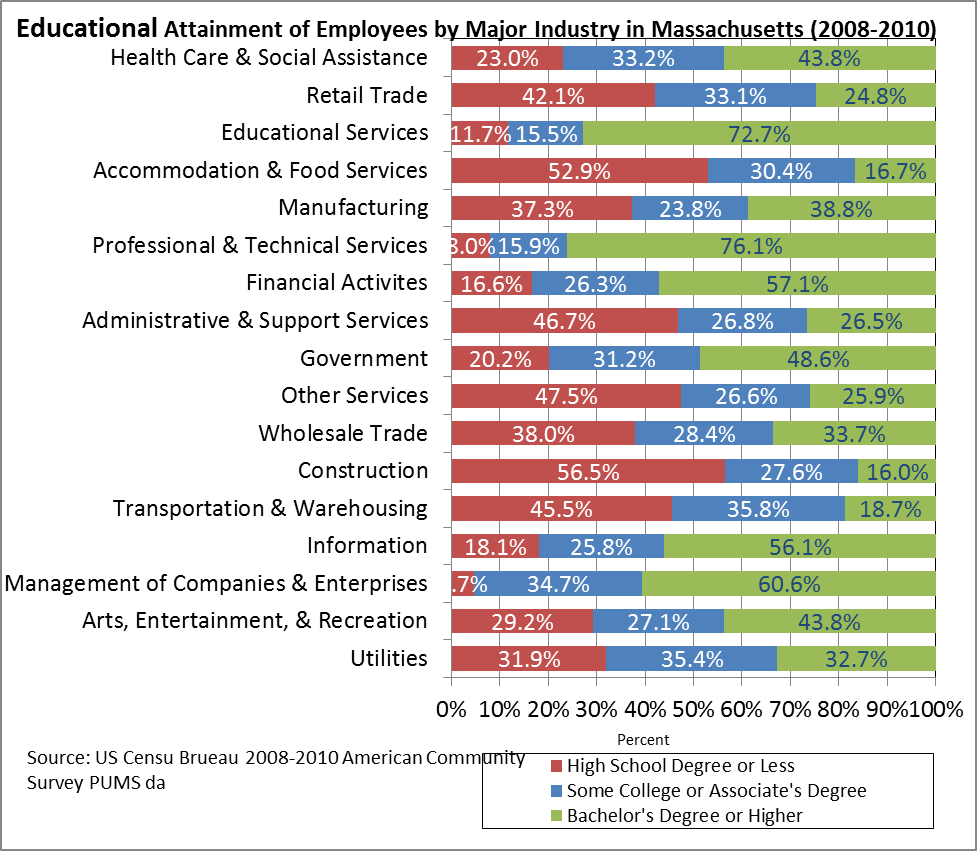 Educational Attainment of Employees by Major Industry in Massachusetts (2008-2010)
Health Care & Social Assistance 23.0% 33.2% 43.8%
Retail Trade 42.1% 33.1% 24.8%
Educational Services 11.7% 15.5% 72.7%
Accommodation & Food Services 52.9% 30.4% 16.7%
Manufacturing 37.3% 23.8% 38.8%
Professional & Technical Services 8.0% 15.9% 76.1%
Financial Activites 16.6% 26.3% 57.1%
Administrative & Support Services 46.7% 26.8% 26.5%
Government 20.2% 31.2% 48.6%
Other Services 47.5% 26.6% 25.9%
Wholesale Trade 38.0% 28.4% 33.7%
Construction 56.5% 27.6% 16.0%
Transportation & Warehousing 45.5% 35.8% 18.7%
Information 18.1% 25.8% 56.1%
Management of Companies & Enterprises .7% 34.7% 60.6%
Arts, Entertainment, & Recreation 29.2% 27.1% 43.8%
Utilities 31.9% 35.4% 32.7%
0% 10% 20% 30% 40% 50% 60% 70% 80% 90% 100%
Percent
Source: US Censu Brueau 2008-2010 American Community
Survey PUMS da
High School Degree or Less
Some College or Associate's Degree
Bachelor's Degree or Higher